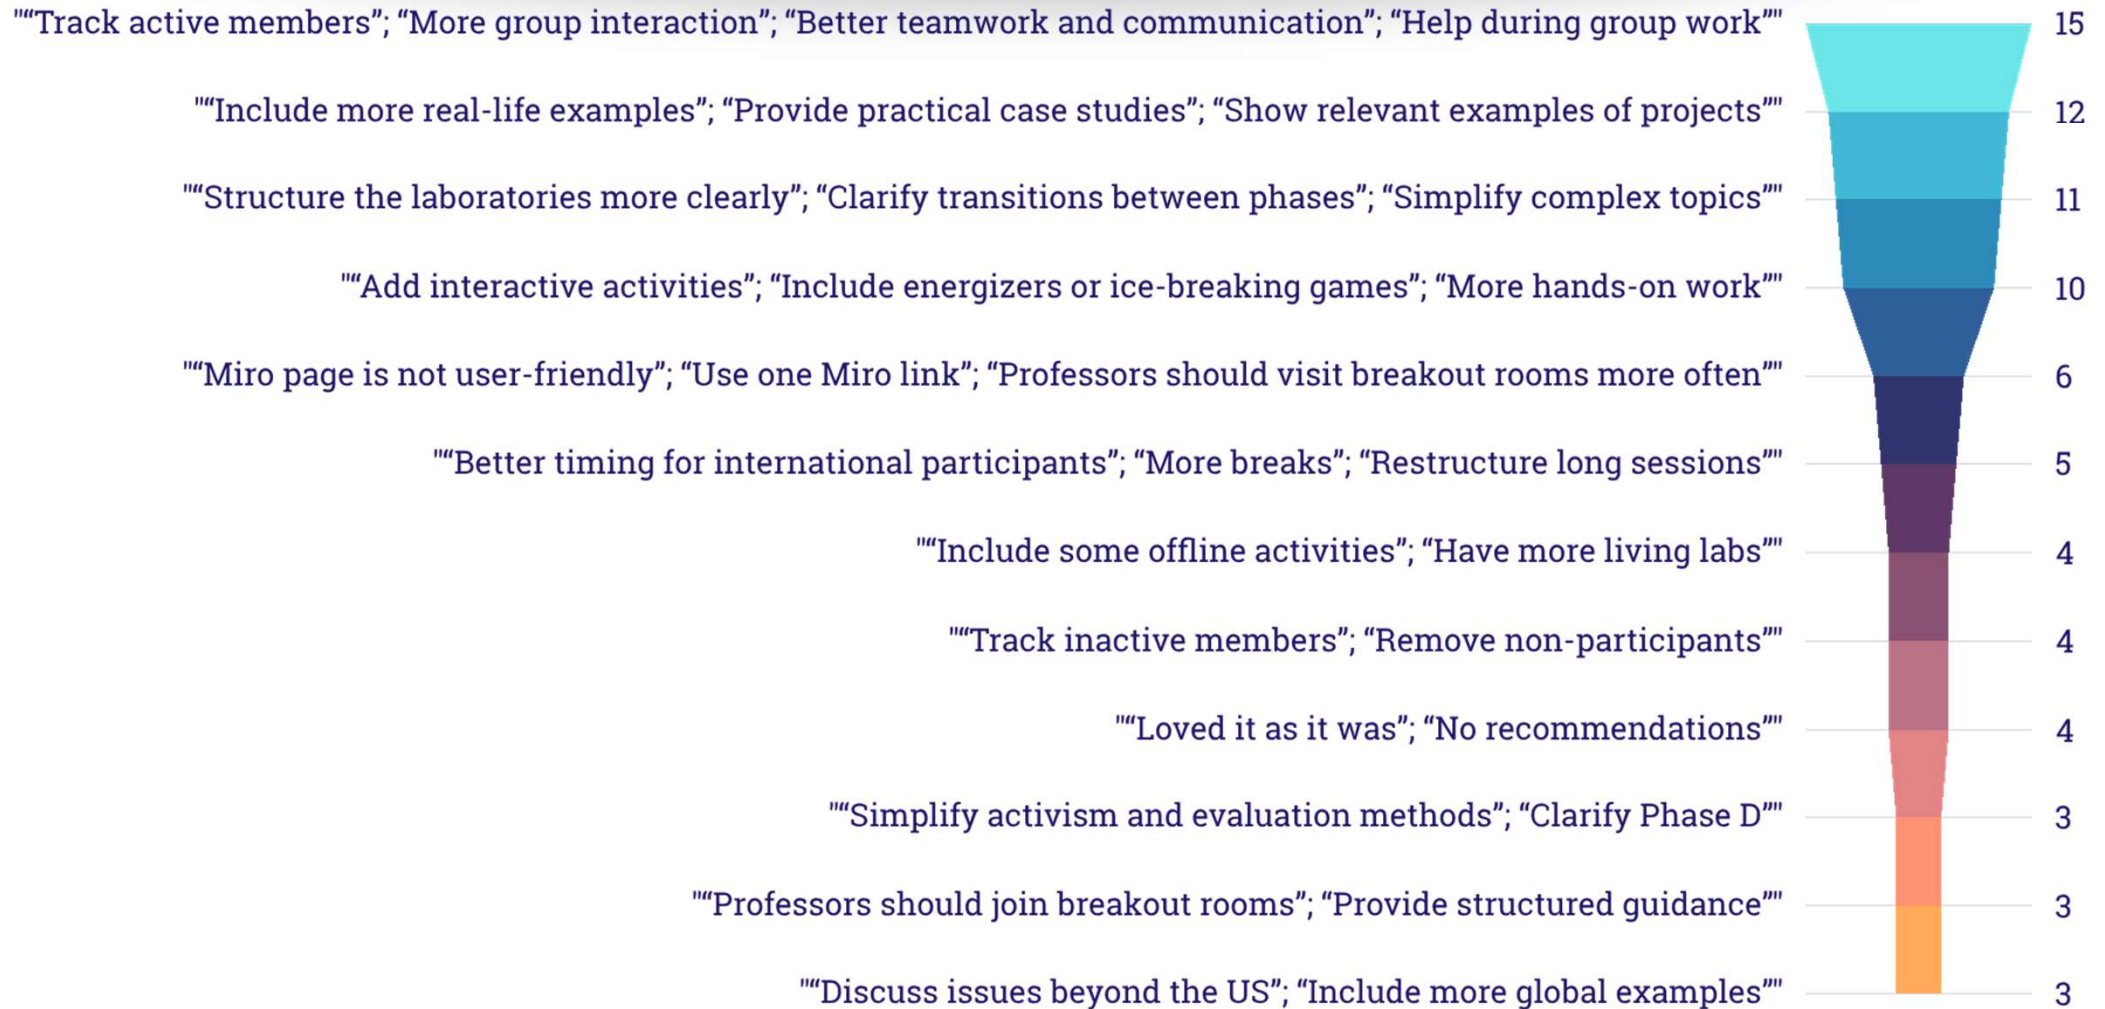 "“Track active members”; “More group interaction”; “Better teamwork and communication”; “Help during group work”" 15
"“Include more real-life examples”; “Provide practical case studies”; “Show relevant examples of projects”" 12
"“Structure the laboratories more clearly”; “Clarify transitions between phases”; “Simplify complex topics”" 11
"“Add interactive activities”; “Include energizers or ice-breaking games”; “More hands-on work”" 10
"“Miro page is not user-friendly”; “Use one Miro link”; “Professors should visit breakout rooms more often”" 6
"“Better timing for international participants”; “More breaks”; “Restructure long sessions”" 5
"“Include some offline activities”; “Have more living labs”" 4
"“Track inactive members”; “Remove non-participants”" 4
"“Loved it as it was”; “No recommendations”" 4
"“Simplify activism and evaluation methods”; “Clarify Phase D”" 3
"“Professors should join breakout rooms”; “Provide structured guidance”" 3
"“Discuss issues beyond the US”; “Include more global examples”" 3